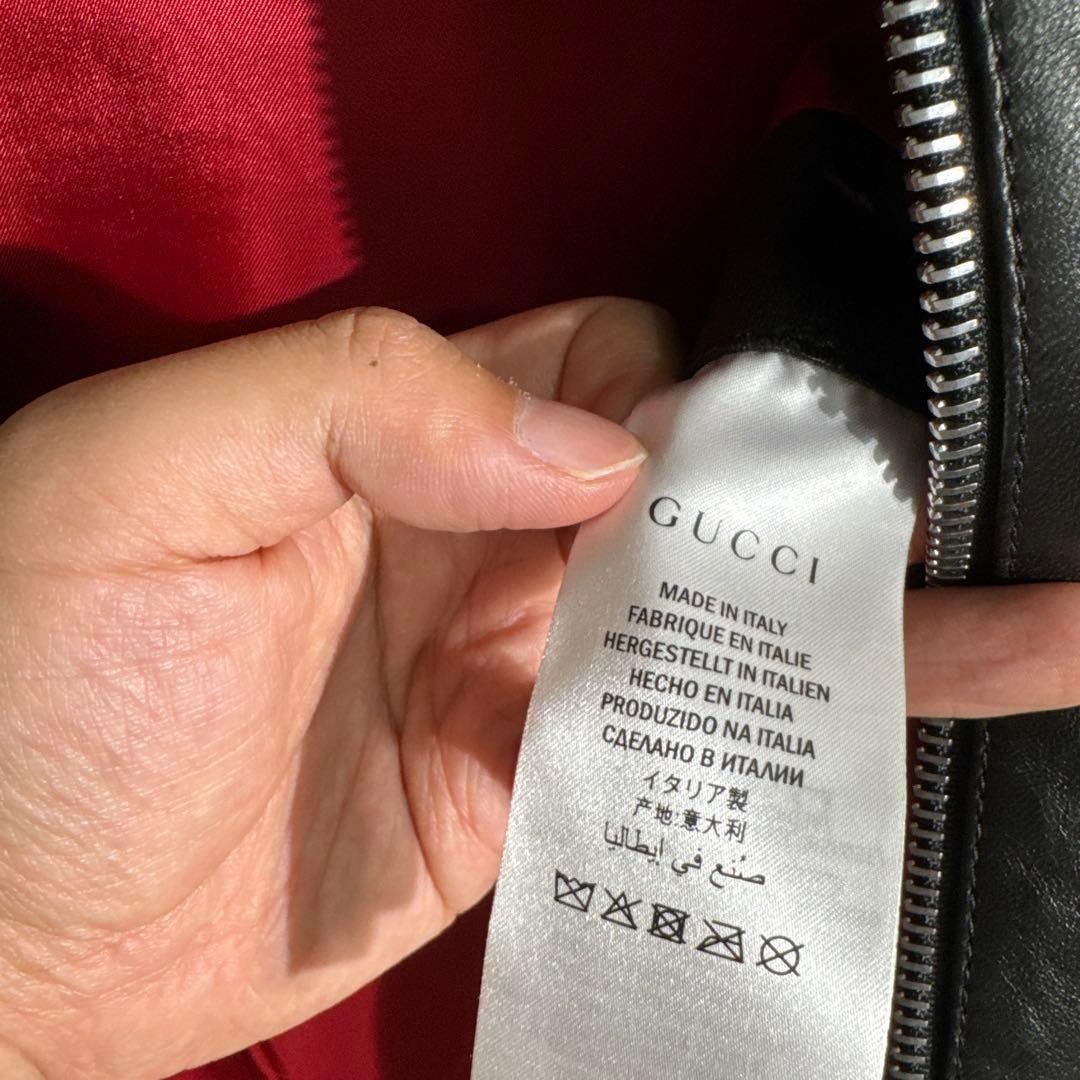 GUCCI
MADE IN ITALY
FABRIQUE EN ITALIE
HERGESTELLT IN ITALIEN
HECHO EN ITALIA
PRODUZIDO NA ITALIA
СДЕЛАНО В ИТАЛИИ
イタリア製
产地:意大利
صُنع في إيطاليا